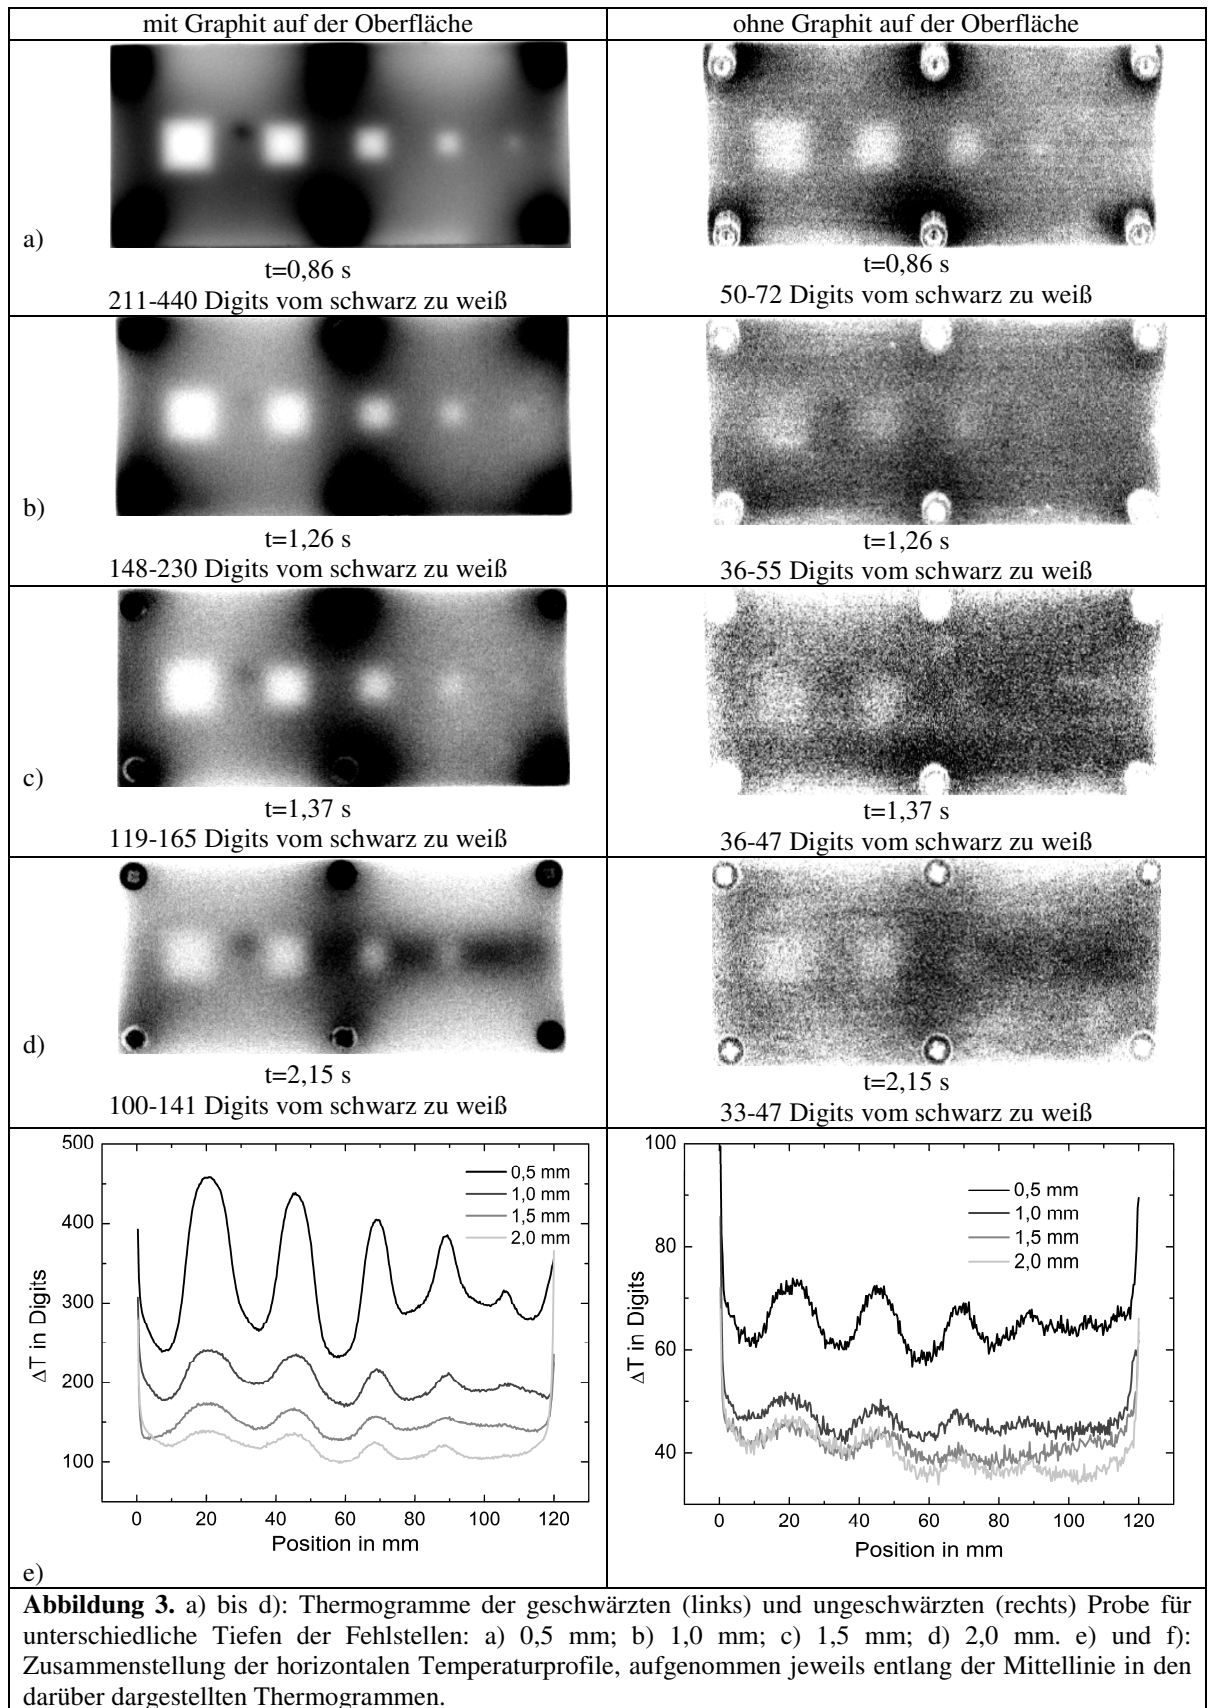 mit Graphit auf der Oberfläche
ohne Graphit auf der Oberfläche
a)
t=0,86 s
211-440 Digits vom schwarz zu weiß
t=0,86 s
50-72 Digits vom schwarz zu weiß
b)
t=1,26 s
148-230 Digits vom schwarz zu weiß
t=1,26 s
36-55 Digits vom schwarz zu weiß
c)
t=1,37 s
119-165 Digits vom schwarz zu weiß
t=1,37 s
36-47 Digits vom schwarz zu weiß
d)
t=2,15 s
100-141 Digits vom schwarz zu weiß
t=2,15 s
33-47 Digits vom schwarz zu weiß
e)
500
400
300
200
100
ΔT in Digits
0,5 mm
1,0 mm
1,5 mm
2,0 mm
0 20 40 60 80 100 120
Position in mm
100
80
60
40
ΔT in Digits
0,5 mm
1,0 mm
1,5 mm
2,0 mm
0 20 40 60 80 100 120
Position in mm
Abbildung 3. a) bis d): Thermogramme der geschwärzten (links) und ungeschwärzten (rechts) Probe für
unterschiedliche Tiefen der Fehlstellen: a) 0,5 mm; b) 1,0 mm; c) 1,5 mm; d) 2,0 mm. e) und f):
Zusammenstellung der horizontalen Temperaturprofile, aufgenommen jeweils entlang der Mittellinie in den
darüber dargestellten Thermogrammen.